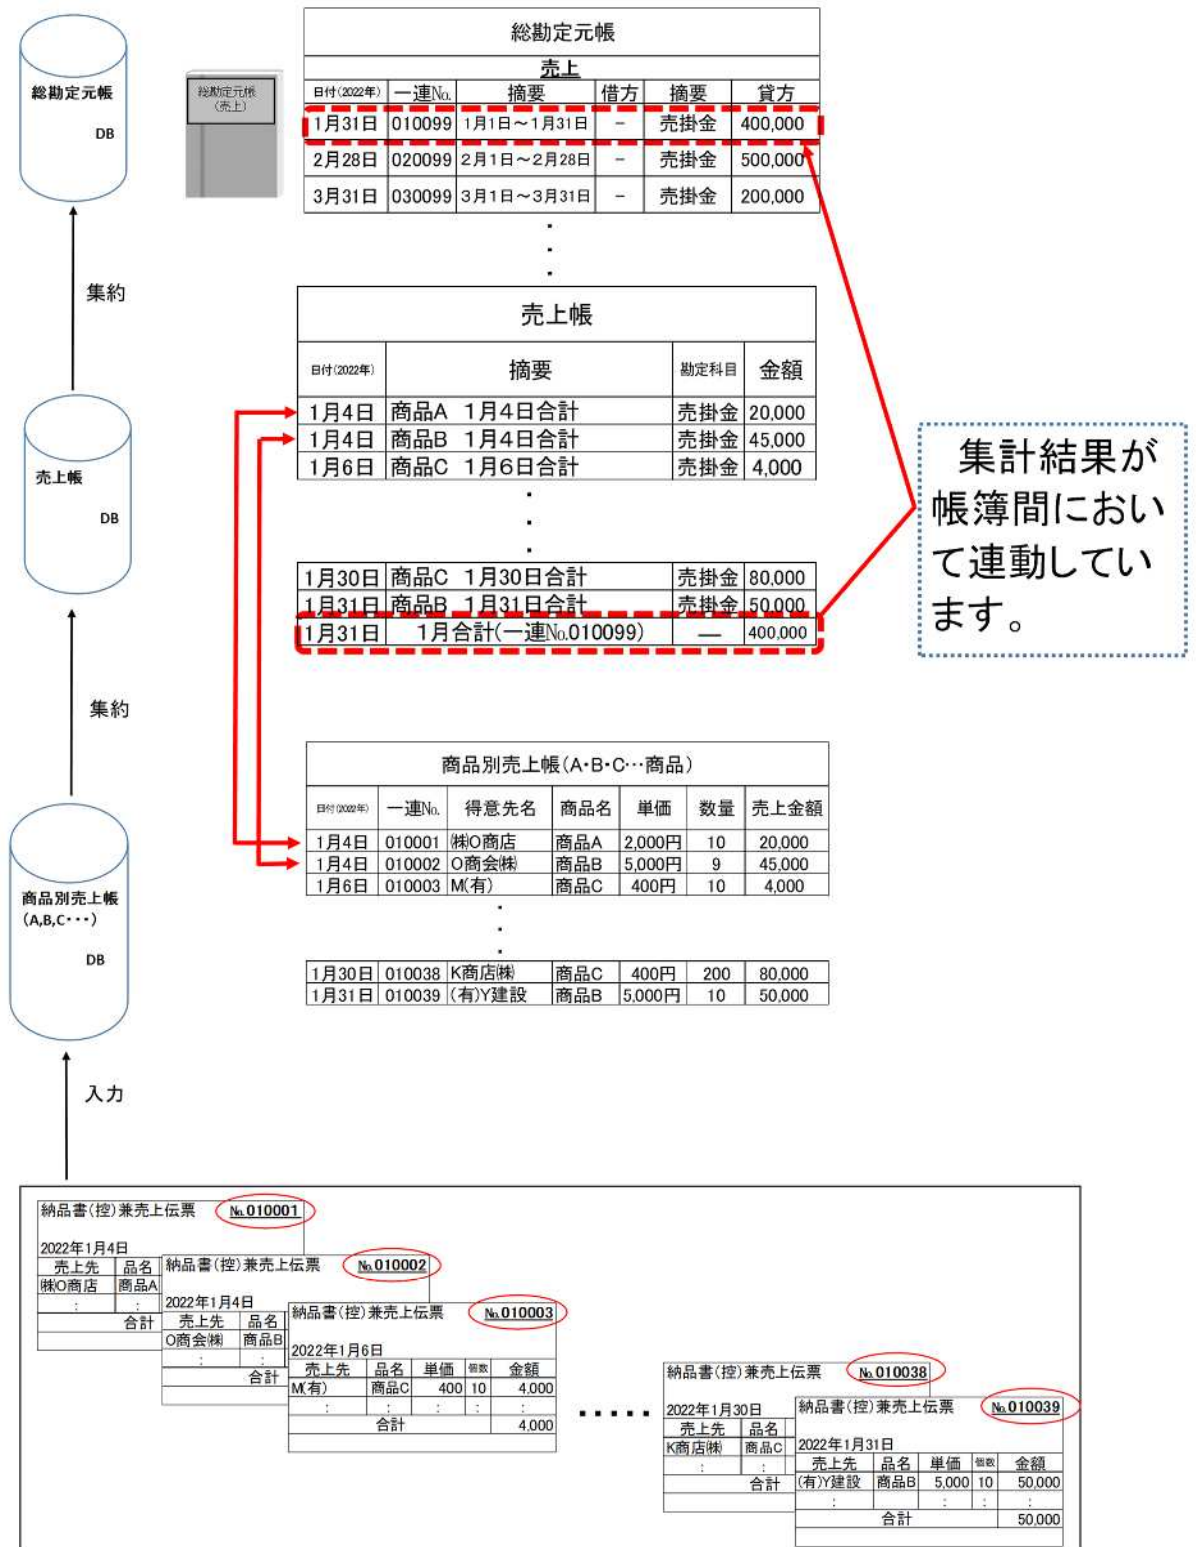 総勘定元帳
売上
日付(2022年) 一連No. 摘要 借方 摘要 貸方
1月31日 010099 1月1日～1月31日 － 売掛金 400,000
2月28日 020099 2月1日～2月28日 － 売掛金 500,000
3月31日 030099 3月1日～3月31日 － 売掛金 200,000
総勘定元帳
DB
総勘定元帳
(売上)
集約
売上帳
日付(2022年) 摘要 勘定科目 金額
1月4日 商品A 1月4日合計 売掛金 20,000
1月4日 商品B 1月4日合計 売掛金 45,000
1月6日 商品C 1月6日合計 売掛金 4,000
1月30日 商品C 1月30日合計 売掛金 80,000
1月31日 商品B 1月31日合計 売掛金 50,000
1月31日 1月合計(一連No.010099) ― 400,000
売上帳
DB
集計結果が
帳簿間におい
て連動してい
ます。
集約
商品別売上帳(A・B・C…商品)
日付(2022年) 一連No. 得意先名 商品名 単価 数量 売上金額
1月4日 010001 ㈱O商店 商品A 2,000円 10 20,000
1月4日 010002 O商会㈱ 商品B 5,000円 9 45,000
1月6日 010003 M(有) 商品C 400円 10 4,000
1月30日 010038 K商店㈱ 商品C 400円 200 80,000
1月31日 010039 (有)Y建設 商品B 5,000円 10 50,000
商品別売上帳
(A,B,C・・・)
DB
入力
納品書(控)兼売上伝票 No.010001
2022年1月4日
売上先 品名
㈱O商店 商品A
: :
合計
納品書(控)兼売上伝票 No.010002
2022年1月4日
売上先 品名
O商会㈱ 商品B
: :
合計
納品書(控)兼売上伝票 No.010003
2022年1月6日
売上先 品名 単価 個数 金額
M(有) 商品C 400 10 4,000
: : : : :
合計 4,000
・・・・・
納品書(控)兼売上伝票 No.010038
2022年1月30日
売上先 品名
K商店㈱ 商品C
: :
合計
納品書(控)兼売上伝票 No.010039
2022年1月31日
売上先 品名 単価 個数 金額
(有)Y建設 商品B 5,000 10 50,000
: : : :
合計 50,000